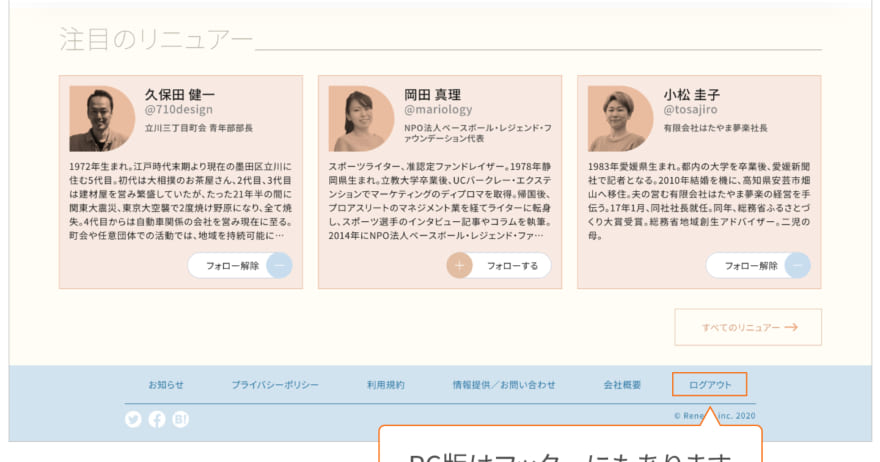 注目のリニュアー
久保田 健一
@710design
立川三丁目町会 青年部部長
1972年生まれ。江戸時代末期より現在の墨田区立川に
住む5代目。初代は大相撲のお茶屋さん、2代目、3代目
は建材屋を営み繁盛していたが、たった21年半の間に
関東大震災、東京大空襲で2度焼け野原になり、全て焼
失。4代目からは自動車関係の会社を営み現在に至る。
町会や任意団体での活動では、地域を持続可能に…
フォロー解除
岡田 真理
@mariology
NPO法人ベースボール・レジェンド・フ
ァウンデーション代表
スポーツライター、准認定ファンドレイザー。1978年静
岡県生まれ。立教大学卒業後、UCバークレー・エクステ
ンションでマーケティングのディプロマを取得。帰国後、
プロアスリートのマネジメント業を経てライターに転身
し、スポーツ選手のインタビュー記事やコラムを執筆。
2014年にNPO法人ベースボール・レジェンド・ファ…
フォローする
小松 圭子
@tosajiro
有限会社はたやま夢楽社長
1983年愛媛県生まれ。都内の大学を卒業後、愛媛新聞
社で記者となる。2010年結婚を機に、高知県安芸市畑
山へ移住。夫の営む有限会社はたやま夢楽の経営を手
伝う。17年1月、同社社長就任。同年、総務省ふるさとづ
くり大賞受賞。総務省地域創生アドバイザー。二児の
母。
フォロー解除
すべてのリニュアー →
お知らせ
プライバシーポリシー
利用規約
情報提供／お問い合わせ
会社概要
ログアウト
B!
© Rene inc. 2020
PC版はフッターにもあります